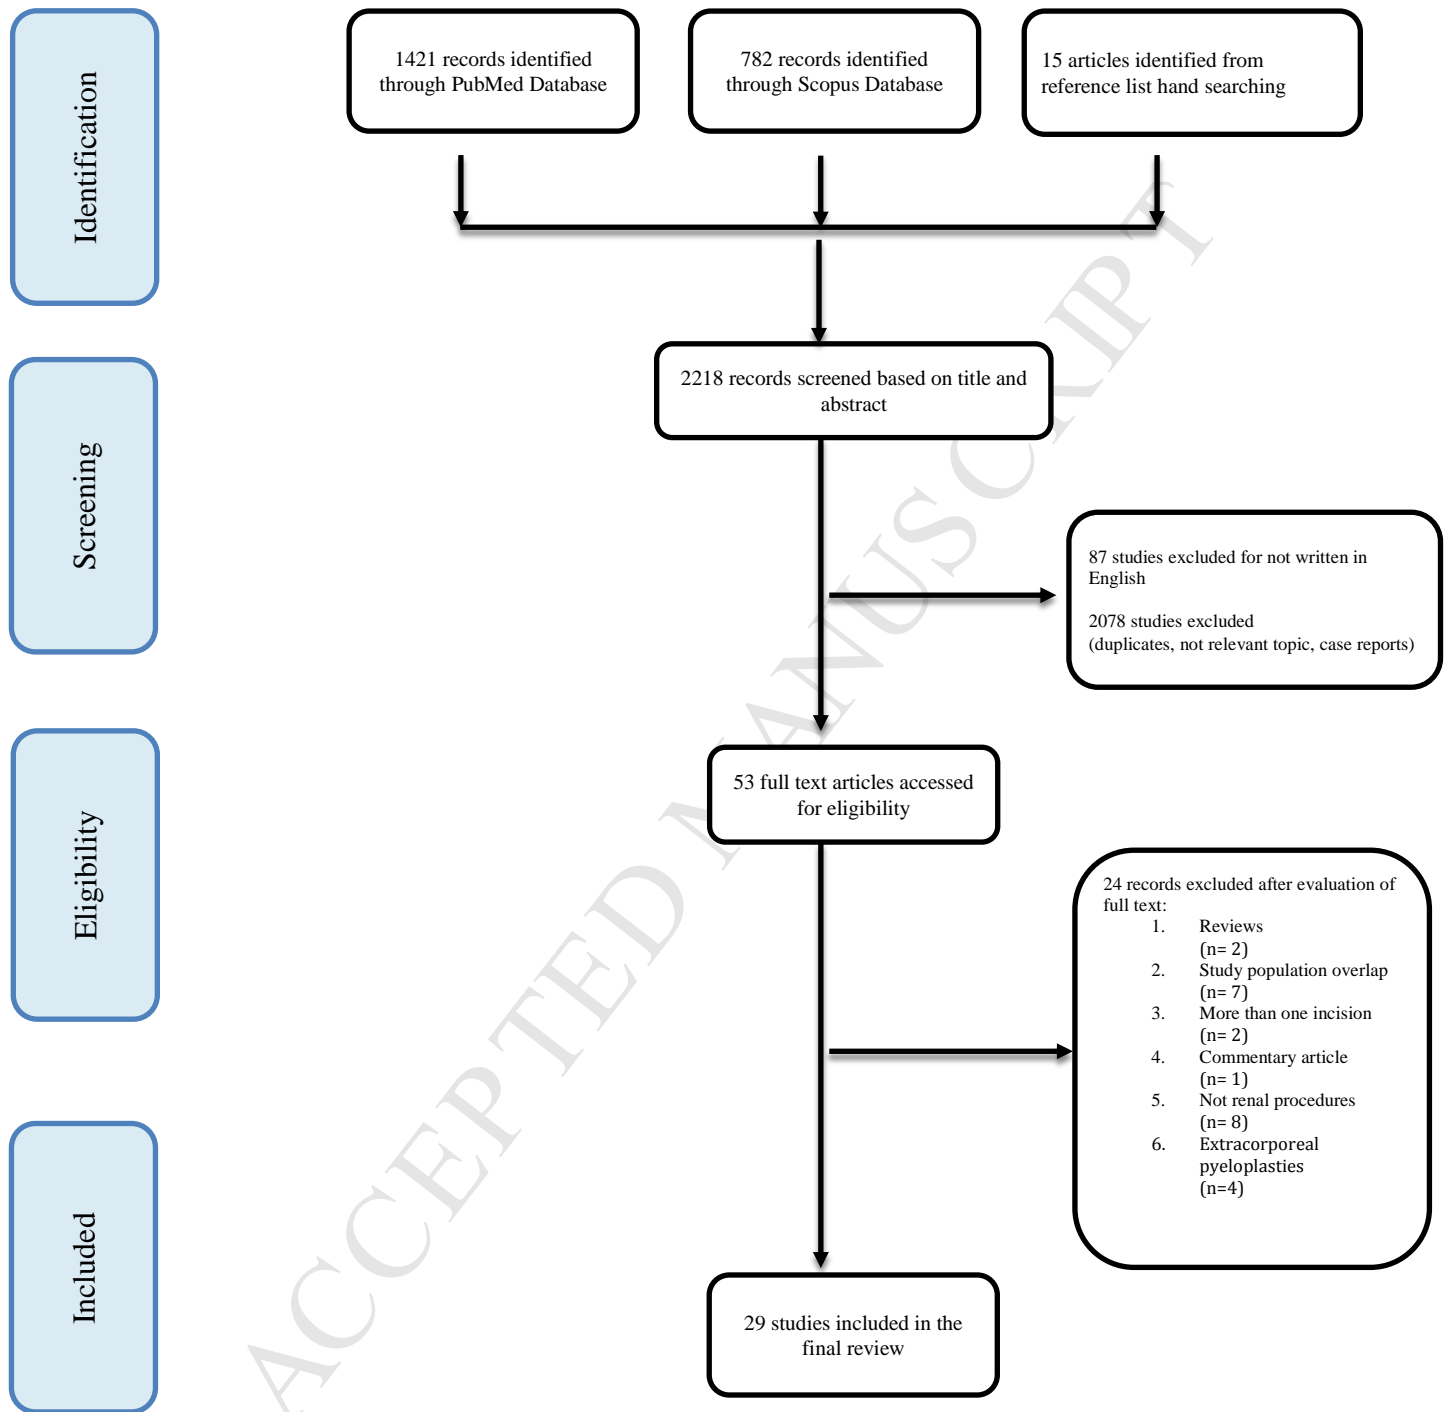 Identification
1421 records identified
through PubMed Database
782 records identified
through Scopus Database
15 articles identified from
reference list hand searching
Screening
2218 records screened based on title and
abstract
87 studies excluded for not written in
English
2078 studies excluded
(duplicates, not relevant topic, case reports)
Eligibility
53 full text articles accessed
for eligibility
24 records excluded after evaluation of
full text:
1. Reviews
(n= 2)
2. Study population overlap
(n= 7)
3. More than one incision
(n= 2)
4. Commentary article
(n= 1)
5. Not renal procedures
(n= 8)
6. Extracorporeal
pyeloplasties
(n=4)
Included
29 studies included in the
final review
ACCEPTED MANUSCRIPT